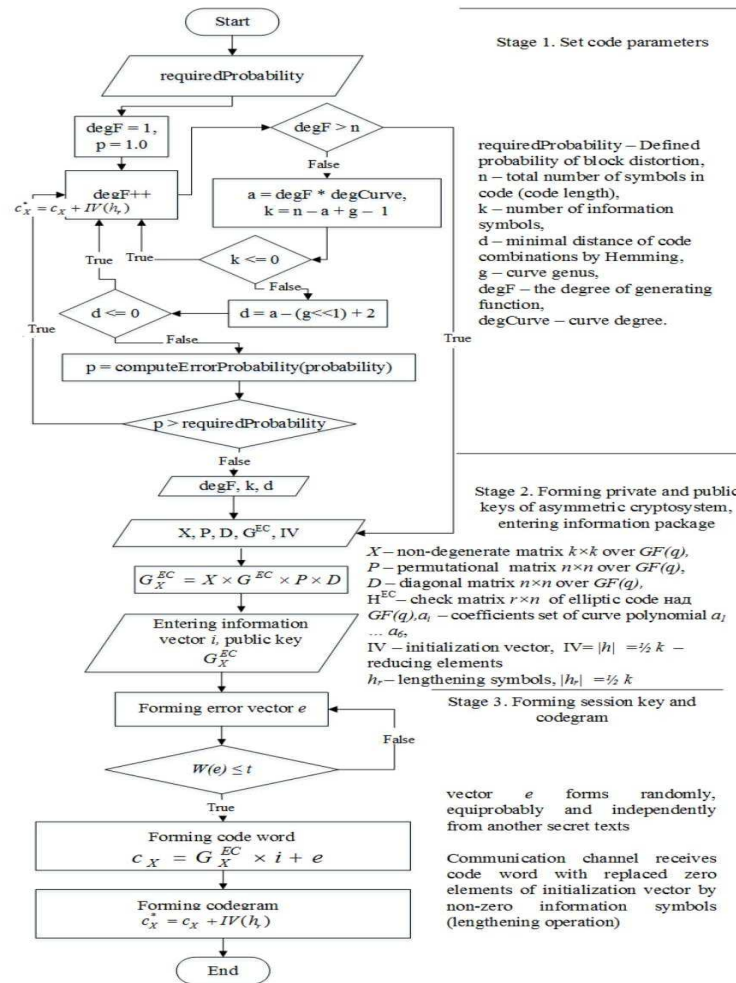 Start
Stage 1. Set code parameters
requiredProbability
degF = 1,
p = 1.0
degF > n
False
degF++
c*X = cX + IV(hr)
a = degF * degCurve,
k = n – a + g – 1
True
True
k <= 0
False
d <= 0
d = a – (g<<1) + 2
True
False
True
p = computeErrorProbability(probability)
p > requiredProbability
False
degF, k, d
requiredProbability – Defined
probability of block distortion,
n – total number of symbols in
code (code length),
k – number of information
symbols,
d – minimal distance of code
combinations by Hemming,
g – curve genus,
degF – the degree of generating
function,
degCurve – curve degree.
Stage 2. Forming private and public
keys of asymmetric cryptosystem,
entering information package
X, P, D, G^EC, IV
G_X^EC = X × G^EC × P × D
Entering information
vector i, public key
G_X^EC
X – non-degenerate matrix k×k over GF(q),
P – permutational matrix n×n over GF(q),
D – diagonal matrix n×n over GF(q),
H^EC – check matrix r×n of elliptic code над
GF(q),ai – coefficients set of curve polynomial a1
... a6,
IV – initialization vector, IV= |h| =½ k –
reducing elements
hr – lengthening symbols, |hr| =½ k
Stage 3. Forming session key and
codegram
Forming error vector e
False
W(e) ≤ t
True
Forming code word
cX = G_X^EC × i + e
Forming codegram
c*X = cX + IV(hr)
End
vector e forms randomly,
equiprobably and independently
from another secret texts
Communication channel receives
code word with replaced zero
elements of initialization vector by
non-zero information symbols
(lengthening operation)